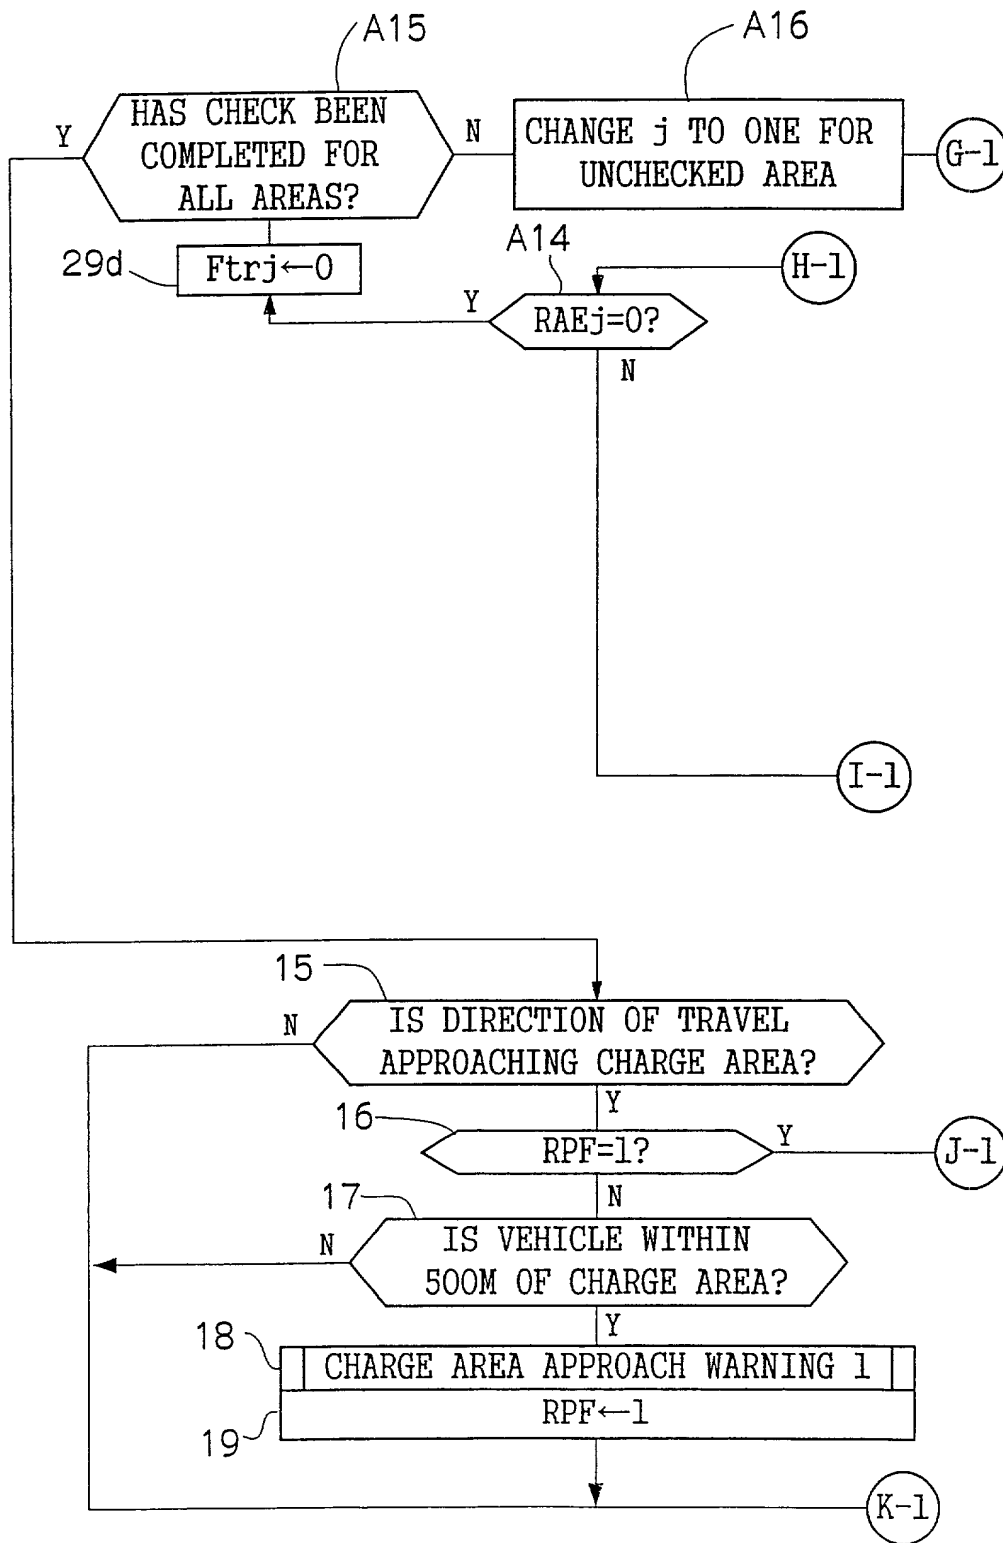 A15
A16
HAS CHECK BEEN
COMPLETED FOR
ALL AREAS?
Y
N
CHANGE j TO ONE FOR
UNCHECKED AREA
G-1
29d
Ftrj←0
A14
H-1
Y
RAEj=0?
N
I-1
15
N
IS DIRECTION OF TRAVEL
APPROACHING CHARGE AREA?
Y
16
RPF=1?
Y
J-1
N
17
N
IS VEHICLE WITHIN
500M OF CHARGE AREA?
Y
18
CHARGE AREA APPROACH WARNING 1
19
RPF←1
K-1